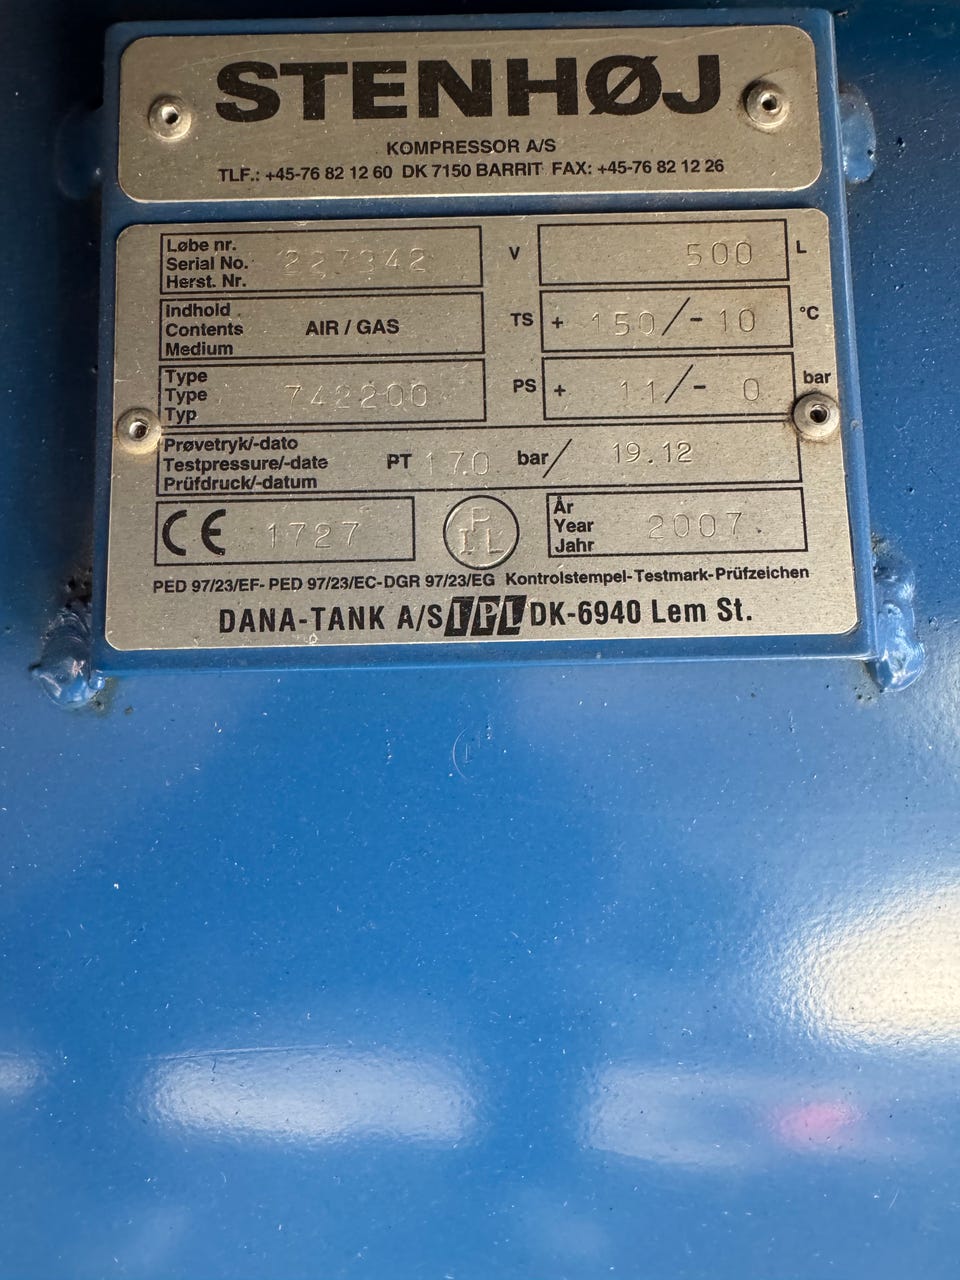 STENHØJ
KOMPRESSOR A/S
TLF.: +45-76 82 12 60 DK 7150 BARRIT FAX: +45-76 82 12 26
Løbe nr.
Serial No. 227342
Herst. Nr.
V 500 L
Indhold
Contents AIR / GAS
Medium
TS + 150/-10 °C
Type
Type 742200
Typ
PS + 11/- 0 bar
Prøvetryk/-dato
Testpressure/-date PT 17.0 bar/ 19.12
Prüfdruck/-datum
CE 1727
P
IL
År
Year 2007
Jahr
PED 97/23/EF- PED 97/23/EC-DGR 97/23/EG Kontrolstempel-Testmark-Prüfzeichen
DANA-TANK A/S IPL DK-6940 Lem St.